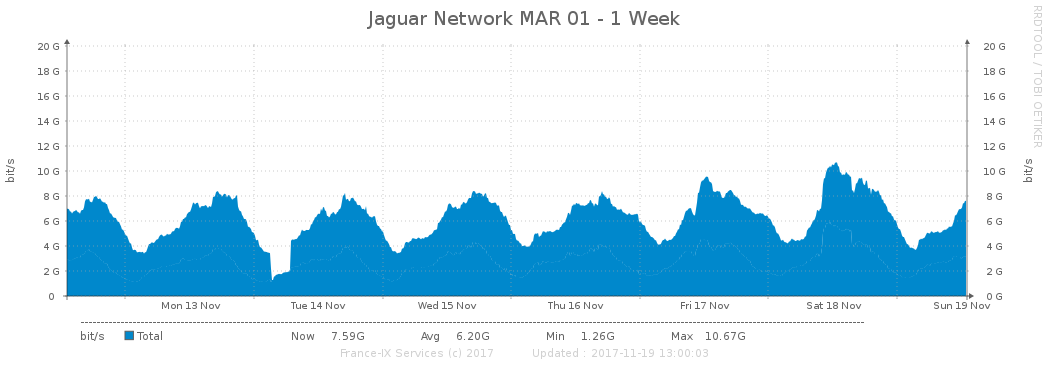 Jaguar Network MAR 01 - 1 Week
RRDTOOL / TOBI OETIKER
bit/s
bit/s
20 G 20 G
18 G 18 G
16 G 16 G
14 G 14 G
12 G 12 G
10 G 10 G
8 G 8 G
6 G 6 G
4 G 4 G
2 G 2 G
0 0 G
Mon 13 Nov Tue 14 Nov Wed 15 Nov Thu 16 Nov Fri 17 Nov Sat 18 Nov Sun 19 Nov
bit/s Total Now 7.59G Avg 6.20G Min 1.26G Max 10.67G
France-IX Services (c) 2017 Updated : 2017-11-19 13:00:03